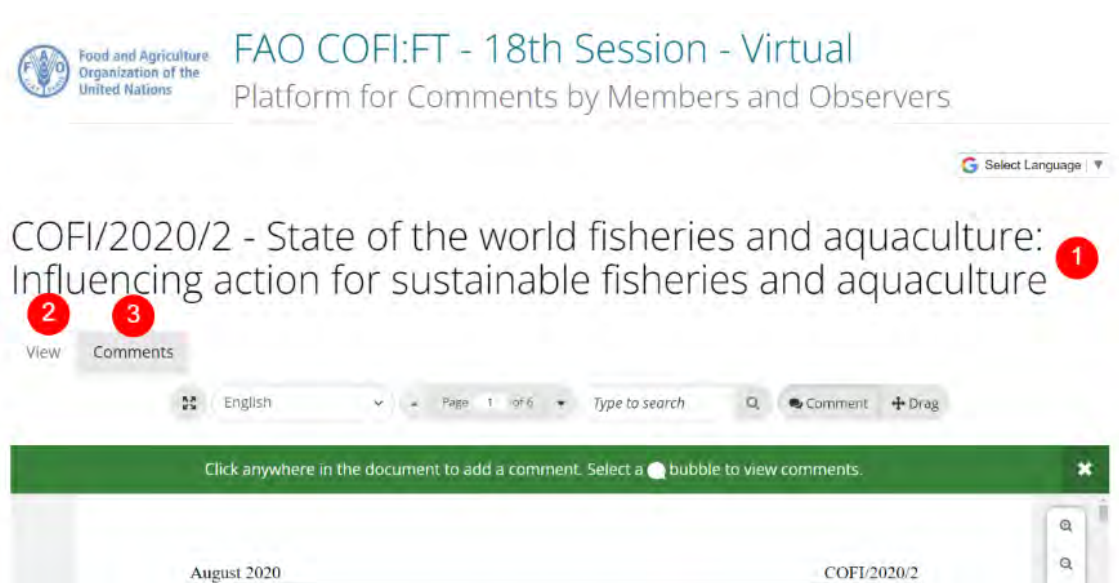 Food and Agriculture
Organization of the
United Nations
FAO COFI:FT - 18th Session - Virtual
Platform for Comments by Members and Observers
Select Language
COFI/2020/2 - State of the world fisheries and aquaculture:
Influencing action for sustainable fisheries and aquaculture
1
2 3
View Comments
English Page 1 of 6 Type to search Comment Drag
Click anywhere in the document to add a comment. Select a bubble to view comments.
August 2020 COFI/2020/2